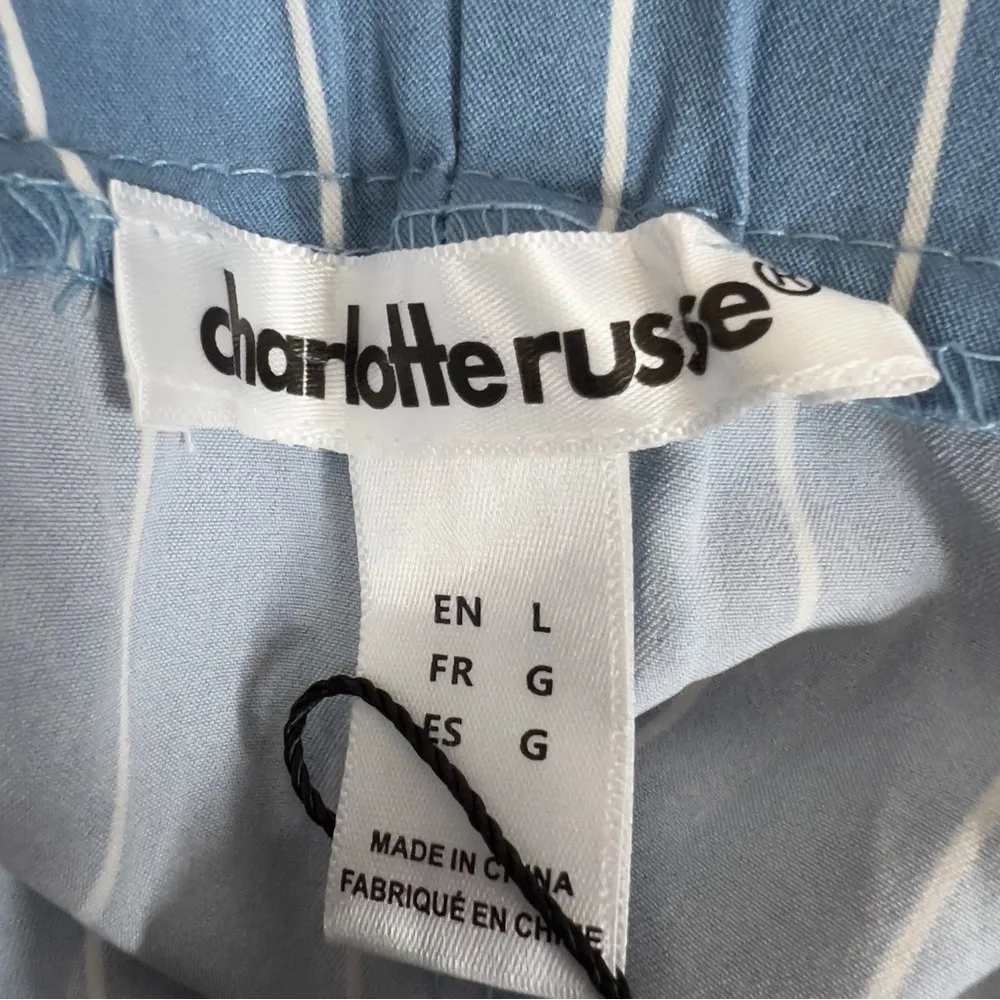 charlotte russe®
EN L
FR G
ES G
MADE IN CHINA
FABRIQUÉ EN CHINE